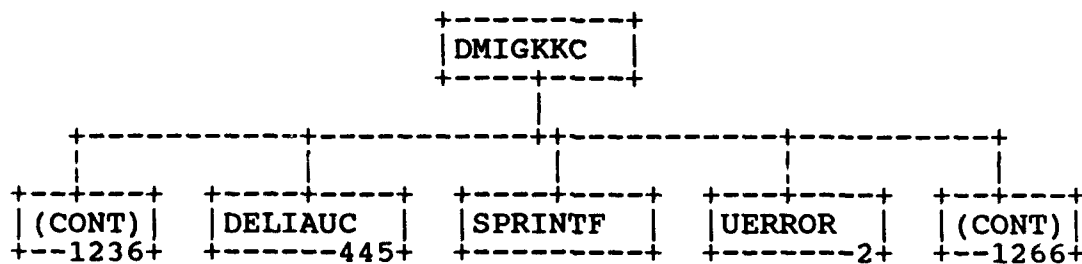 DMIGKKC
(CONT) DELIAUC SPRINTF UERROR (CONT)
1236 445 2 1266